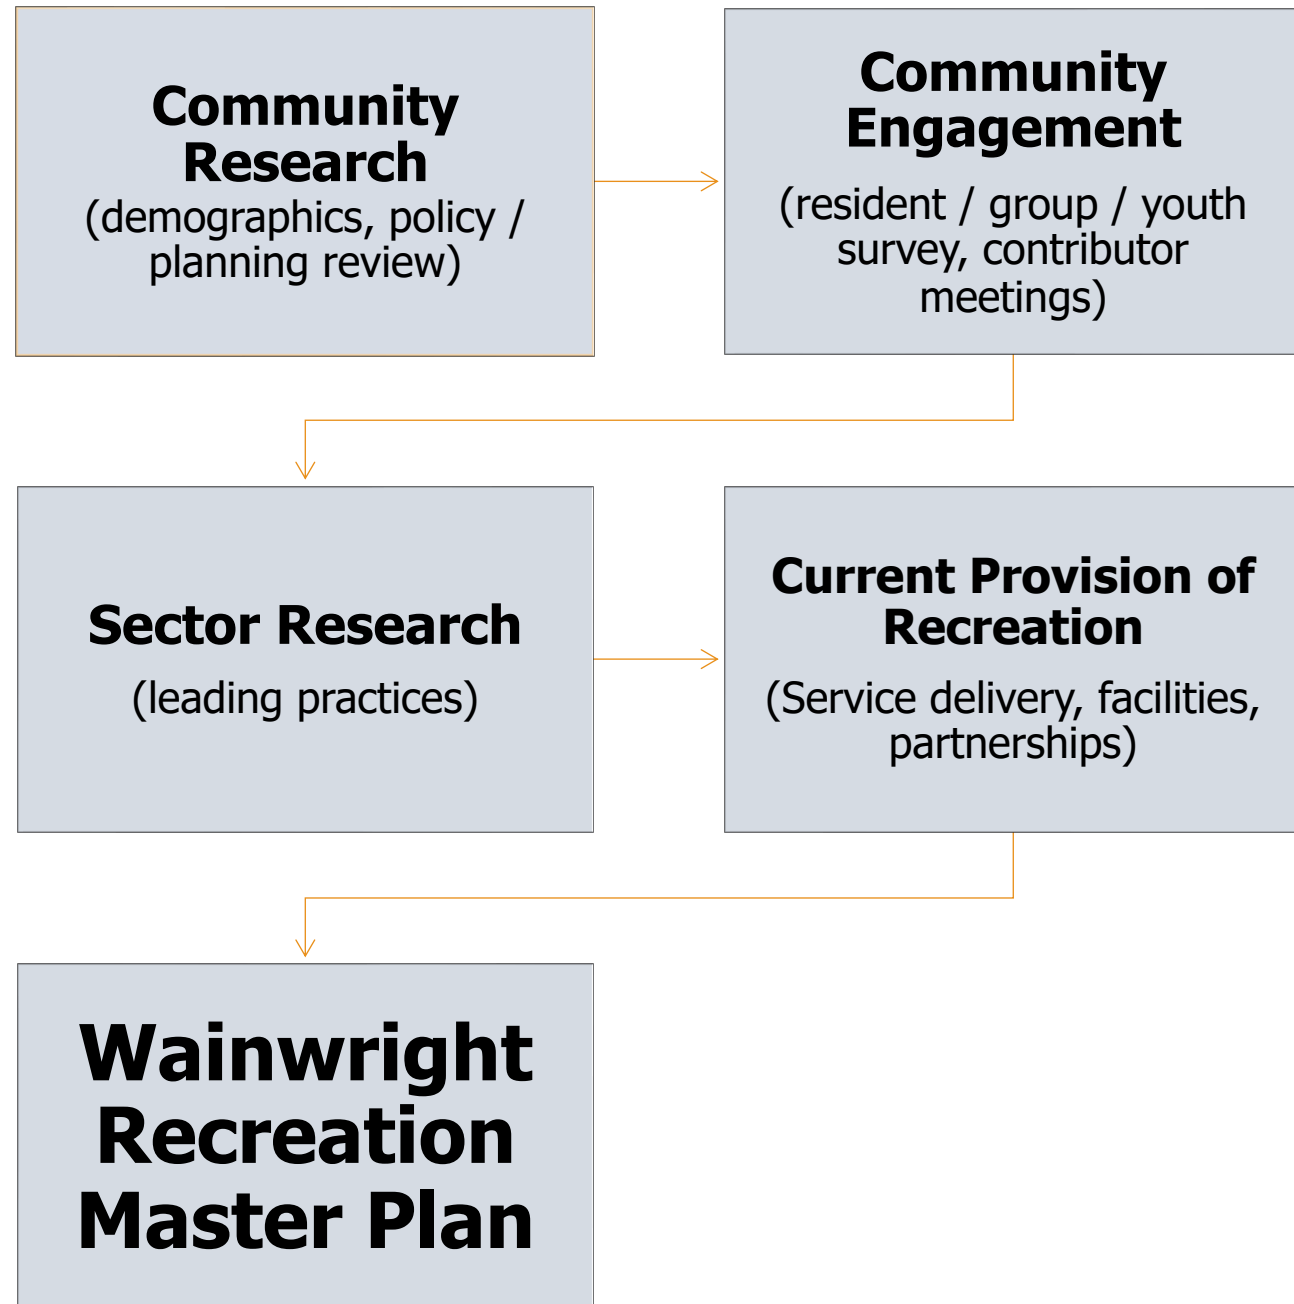 Community
Research
(demographics, policy /
planning review)
Community
Engagement
(resident / group / youth
survey, contributor
meetings)
Sector Research
(leading practices)
Current Provision of
Recreation
(Service delivery, facilities,
partnerships)
Wainwright
Recreation
Master Plan